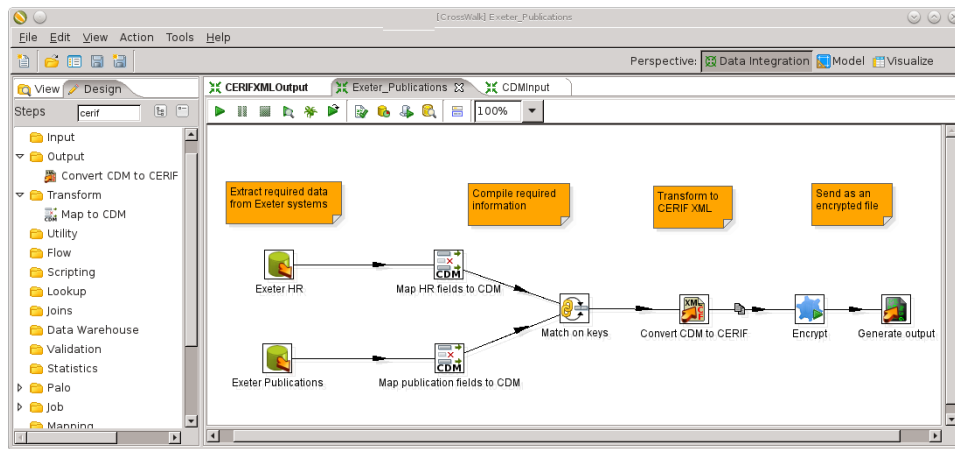 [CrossWalk] Exeter_Publications
File Edit View Action Tools Help
Perspective: Data Integration Model Visualize
View Design
Steps cerif
Input
Output
Convert CDM to CERIF
Transform
Map to CDM
Utility
Flow
Scripting
Lookup
Joins
Data Warehouse
Validation
Statistics
Palo
Job
Mapping
CERIFXMLOutput Exeter_Publications CDMInput
100%
Extract required data
from Exeter systems
Compile required
information
Transform to
CERIF XML
Send as an
encrypted file
CDM
XML
Exeter HR
Map HR fields to CDM
Match on keys
Convert CDM to CERIF
Encrypt
Generate output
CDM
Exeter Publications
Map publication fields to CDM